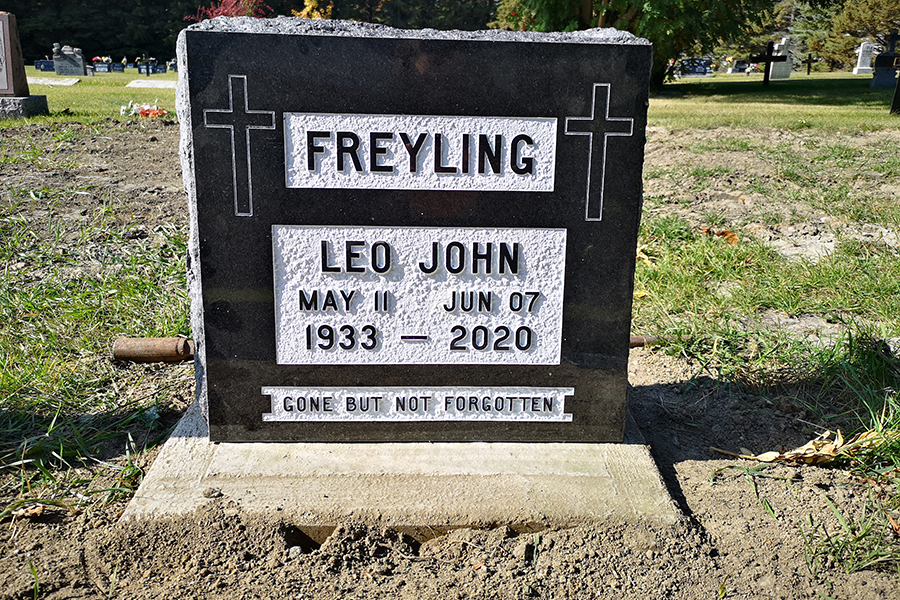 FREYLING
LEO JOHN
MAY 11 JUN 07
1933 — 2020
GONE BUT NOT FORGOTTEN